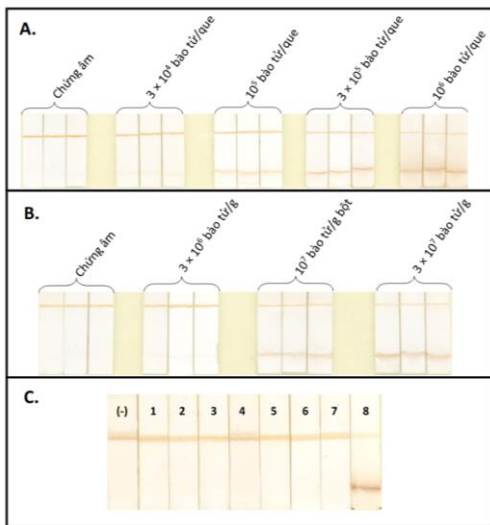 A.
Chứng âm
3 × 10⁴ bào tử/que
10⁵ bào tử/que
3 × 10⁵ bào tử/que
10⁶ bào tử/que
B.
Chứng âm
3 × 10⁶ bào tử/g
10⁷ bào tử/g bột
3 × 10⁷ bào tử/g
C.
(-) 1 2 3 4 5 6 7 8